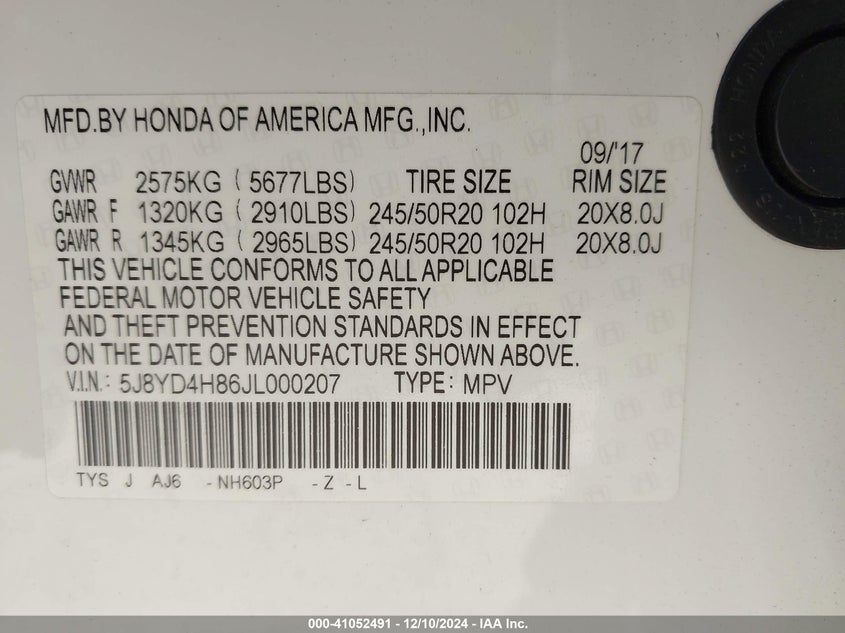 MFD.BY HONDA OF AMERICA MFG.,INC.
09/'17
GVWR 2575KG ( 5677LBS) TIRE SIZE RIM SIZE
GAWR F 1320KG ( 2910LBS) 245/50R20 102H 20X8.0J
GAWR R 1345KG ( 2965LBS) 245/50R20 102H 20X8.0J
THIS VEHICLE CONFORMS TO ALL APPLICABLE
FEDERAL MOTOR VEHICLE SAFETY
AND THEFT PREVENTION STANDARDS IN EFFECT
ON THE DATE OF MANUFACTURE SHOWN ABOVE.
V.I.N.: 5J8YD4H86JL000207 TYPE: MPV
TYS J AJ6 -NH603P -Z -L
HONDA
000-41052491 - 12/10/2024 - IAA Inc.